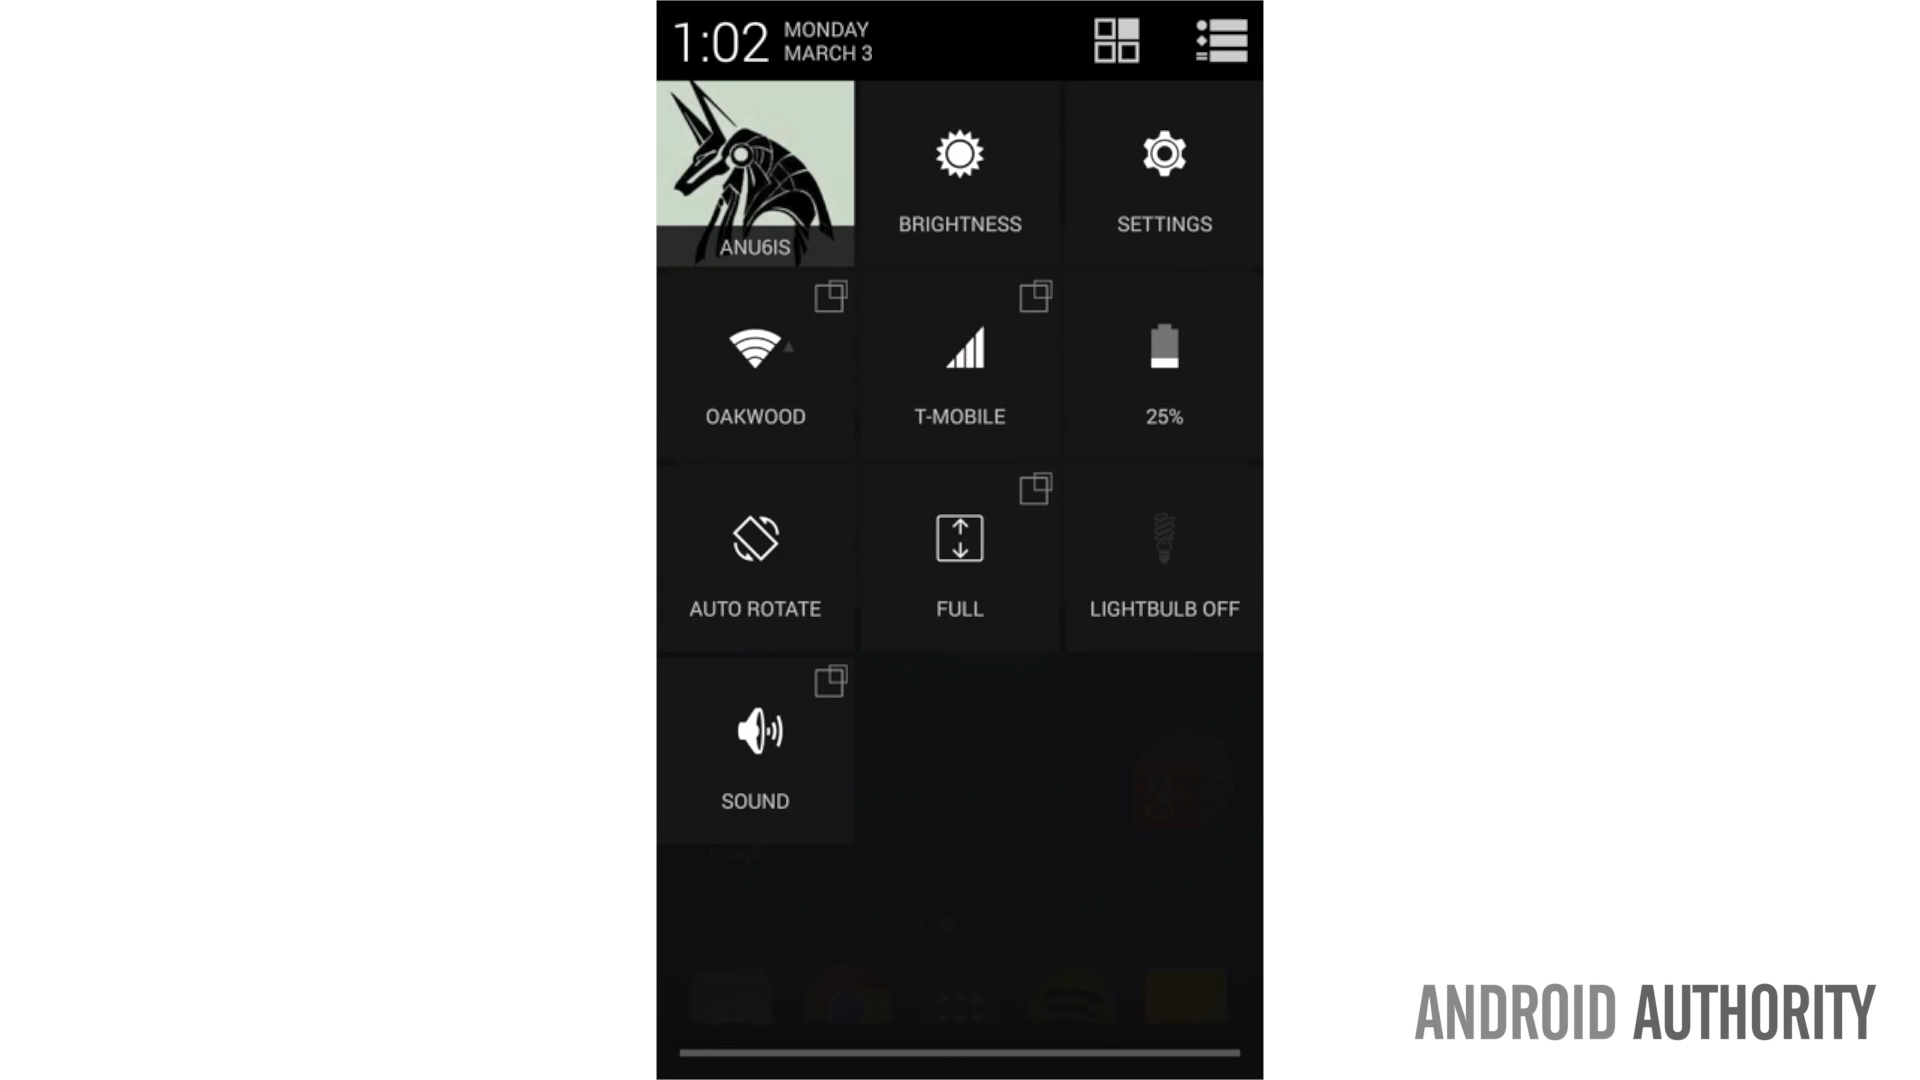 1:02 MONDAY
MARCH 3
ANU6IS
BRIGHTNESS
SETTINGS
OAKWOOD
T-MOBILE
25%
AUTO ROTATE
FULL
LIGHTBULB OFF
SOUND
ANDROID AUTHORITY